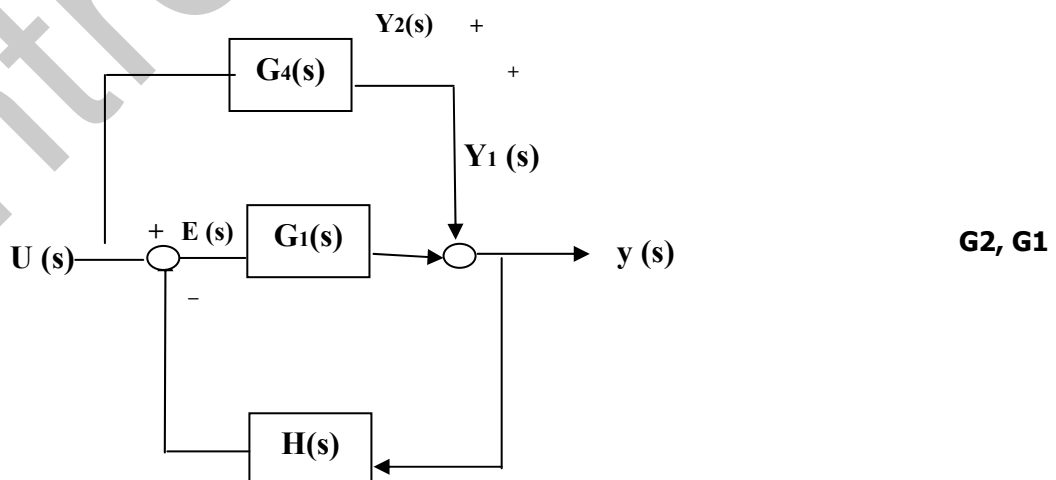 Y2(s) +
G4(s)
+
Y1 (s)
+ E (s)
G1(s)
U (s)
y (s)
G2, G1
–
H(s)